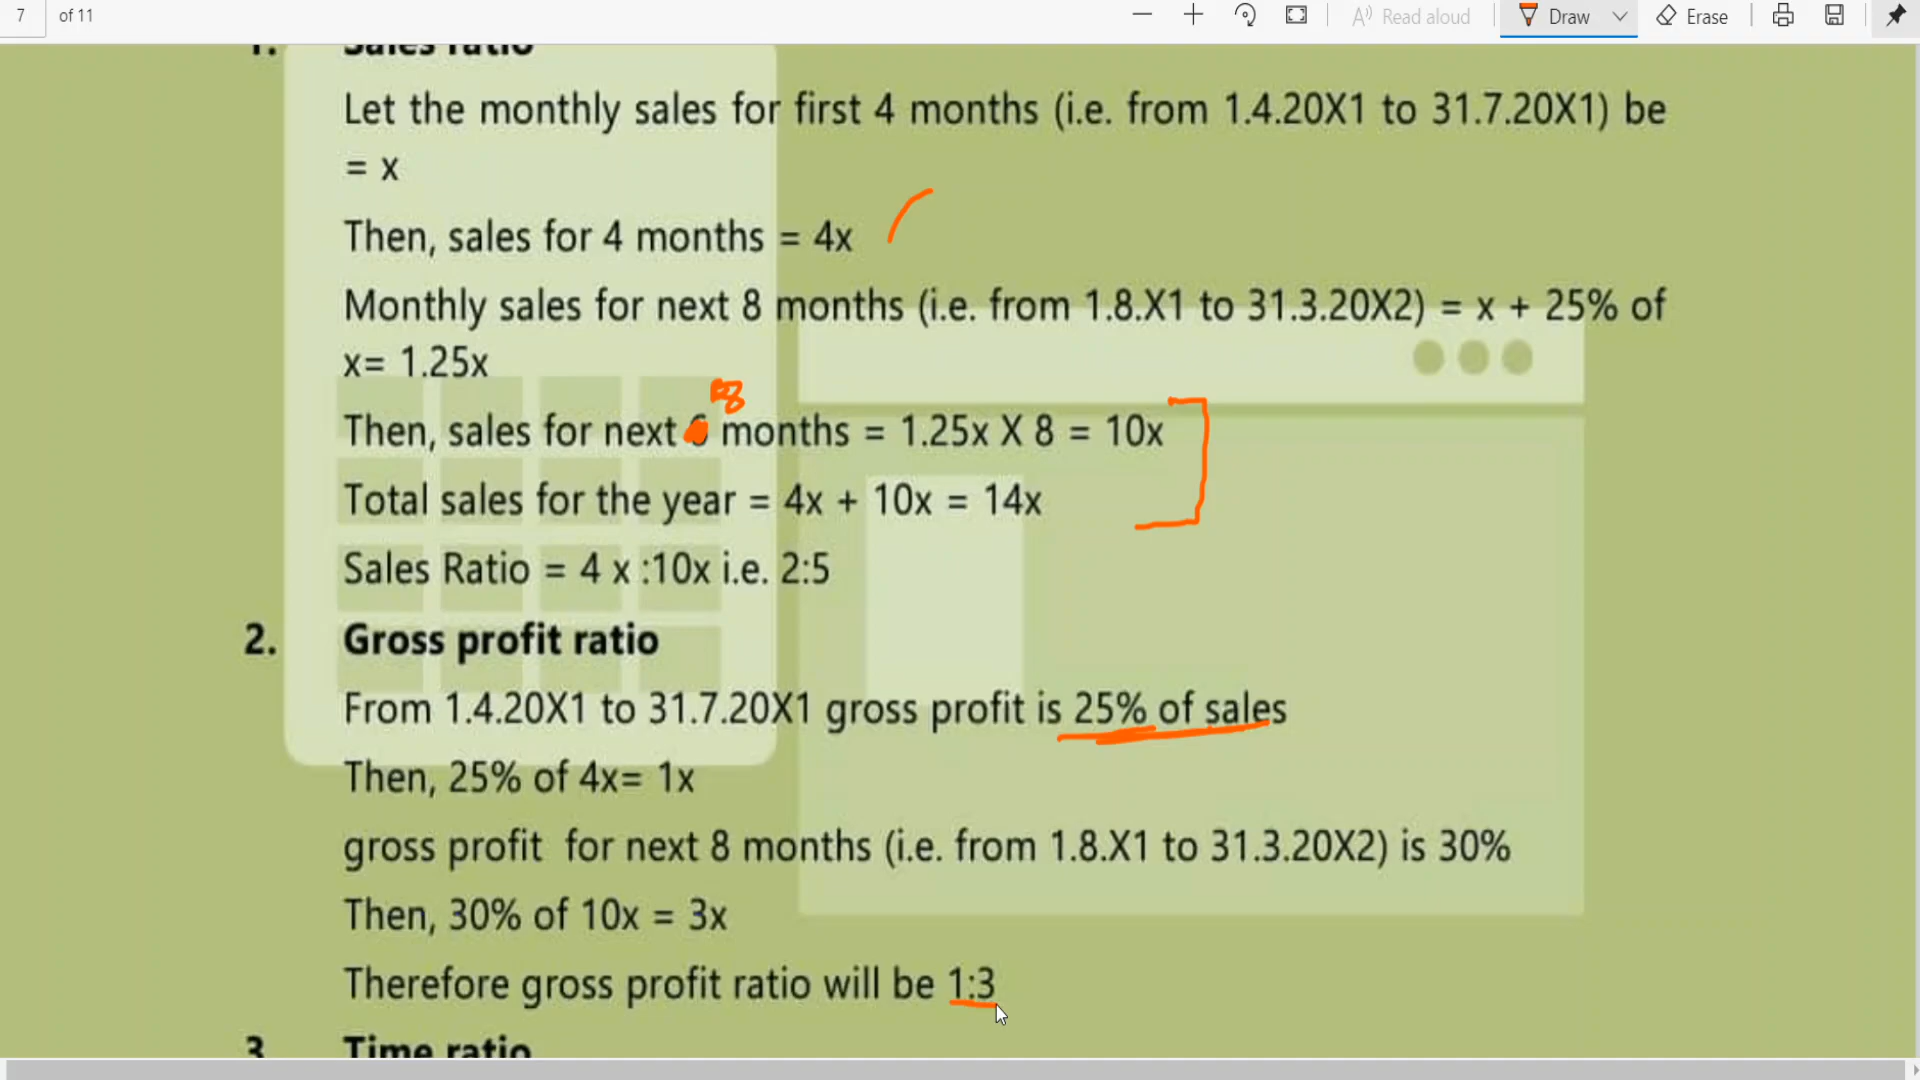 7 of 11
Read aloud
Draw
Erase
1. Sales ratio
Let the monthly sales for first 4 months (i.e. from 1.4.20X1 to 31.7.20X1) be
= x
Then, sales for 4 months = 4x
Monthly sales for next 8 months (i.e. from 1.8.X1 to 31.3.20X2) = x + 25% of
x= 1.25x
8
Then, sales for next 6 months = 1.25x X 8 = 10x
Total sales for the year = 4x + 10x = 14x
Sales Ratio = 4 x :10x i.e. 2:5
2. Gross profit ratio
From 1.4.20X1 to 31.7.20X1 gross profit is 25% of sales
Then, 25% of 4x= 1x
gross profit for next 8 months (i.e. from 1.8.X1 to 31.3.20X2) is 30%
Then, 30% of 10x = 3x
Therefore gross profit ratio will be 1:3
3. Time ratio